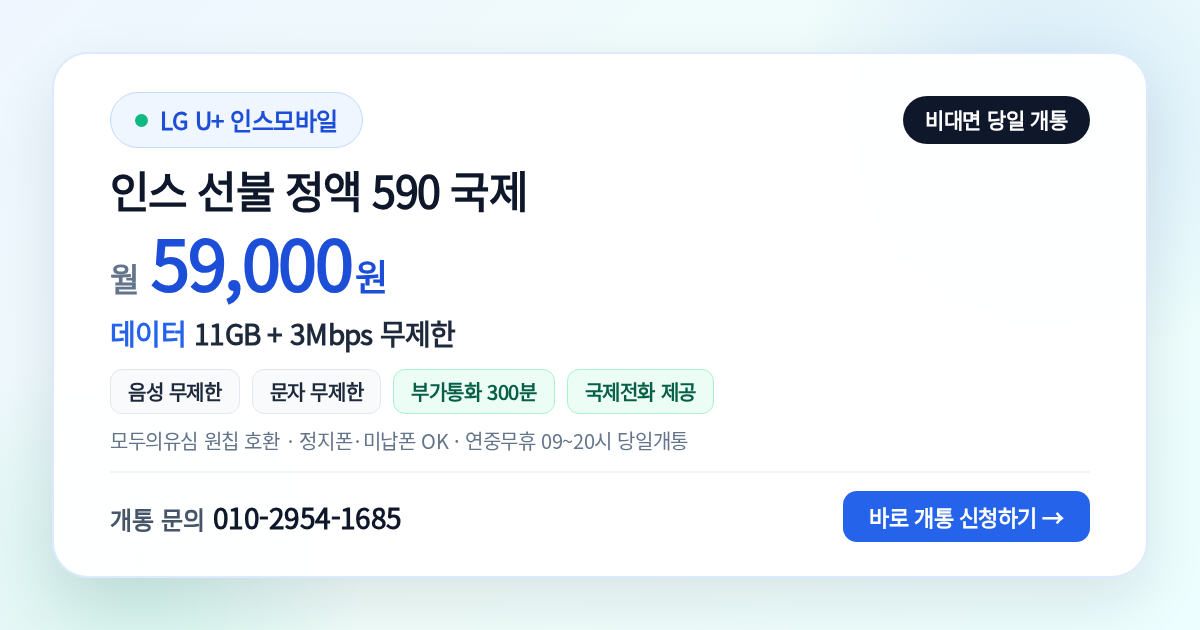 LG U+ 인스모바일
비대면 당일 개통
인스 선불 정액 590 국제
월 59,000원
데이터 11GB + 3Mbps 무제한
음성 무제한
문자 무제한
부가통화 300분
국제전화 제공
모두의유심 원칩 호환 · 정지폰·미납폰 OK · 연중무휴 09~20시 당일개통
개통 문의 010-2954-1685
바로 개통 신청하기 →